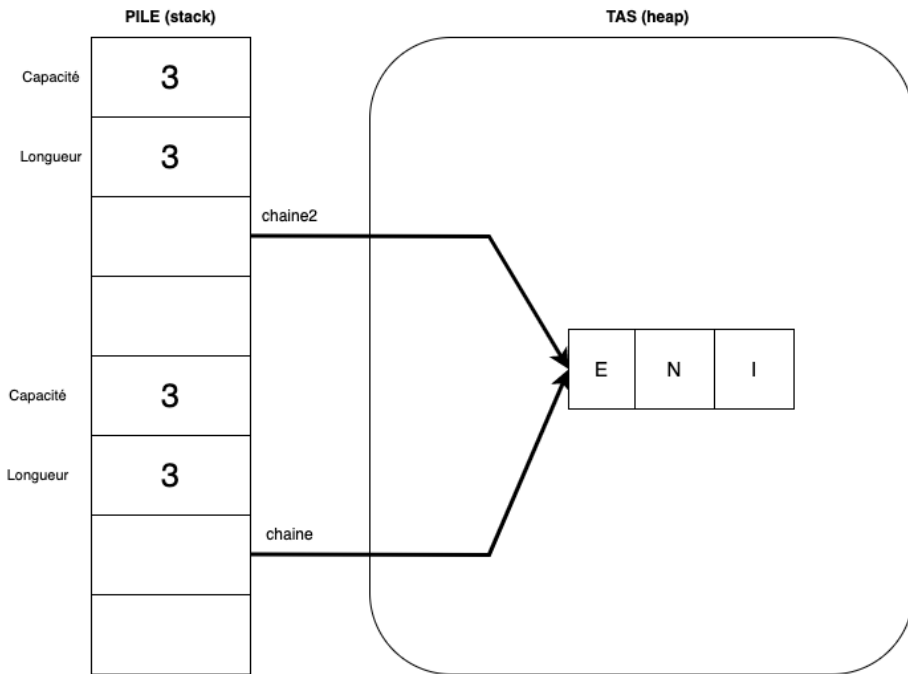 PILE (stack)
TAS (heap)
Capacité
3
Longueur
3
chaine2
E N I
Capacité
3
Longueur
3
chaine